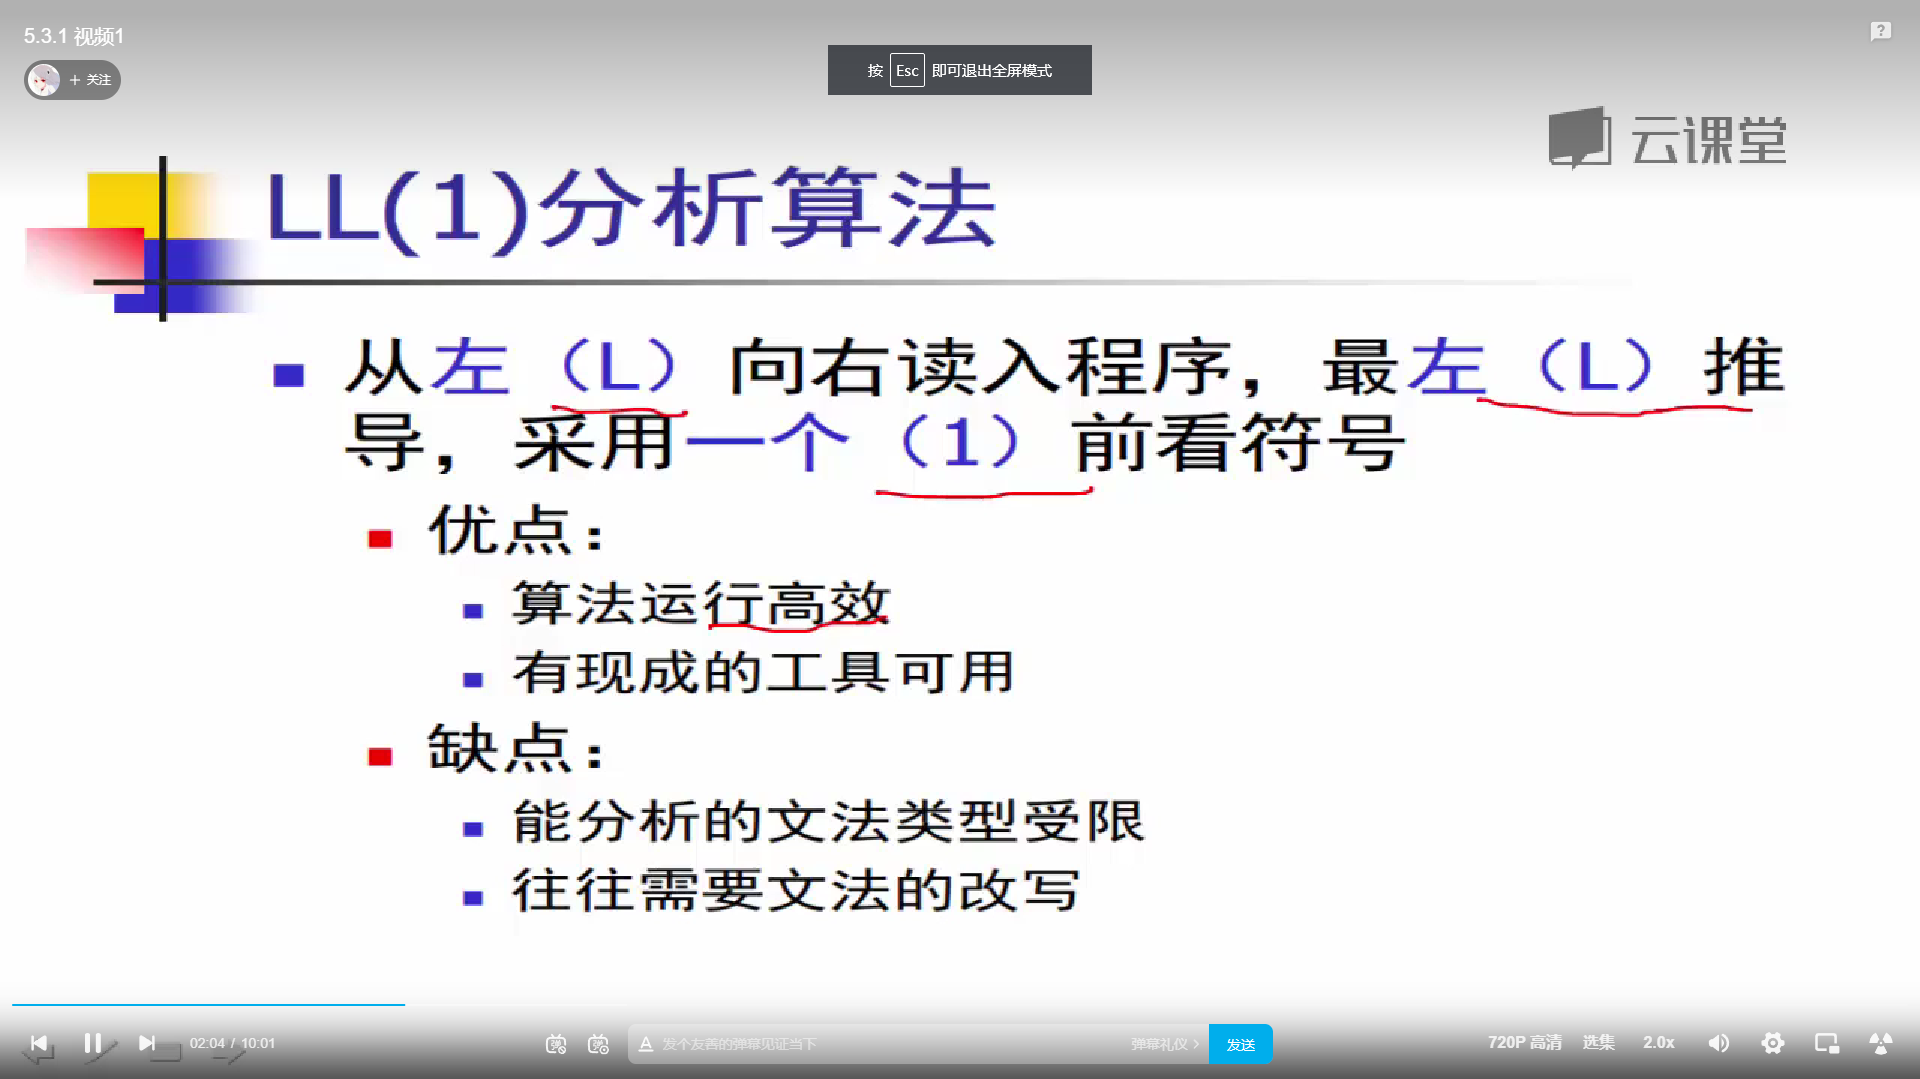 5.3.1 视频1
+ 关注
按 Esc 即可退出全屏模式
云课堂
LL(1)分析算法
从左（L）向右读入程序，最左（L）推
导，采用一个（1）前看符号
优点：
算法运行高效
有现成的工具可用
缺点：
能分析的文法类型受限
往往需要文法的改写
02:04 / 10:01
发个友善的弹幕见证当下
弹幕礼仪 >
发送
720P 高清
选集
2.0x